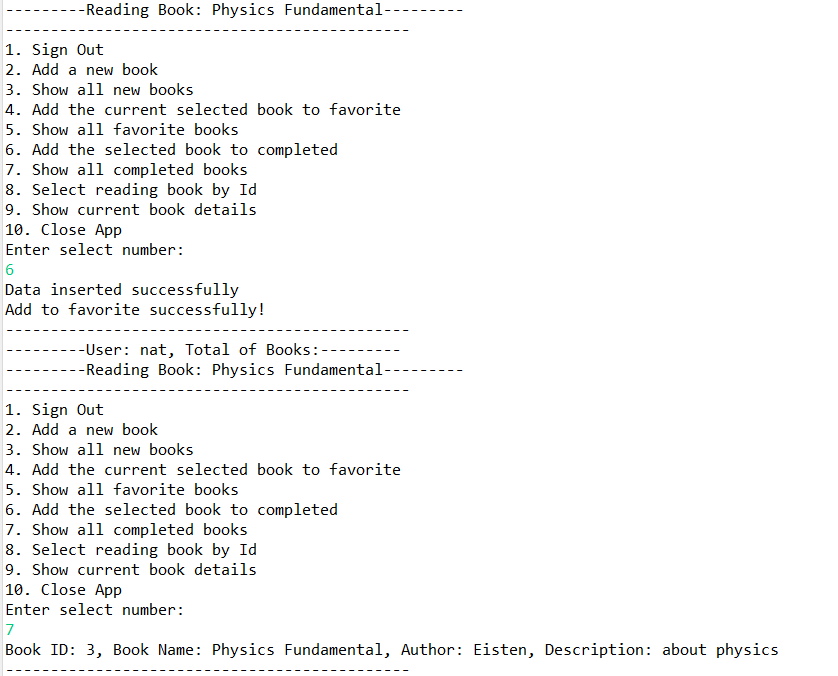 ---------Reading Book: Physics Fundamental---------
---------------------------------------------
1. Sign Out
2. Add a new book
3. Show all new books
4. Add the current selected book to favorite
5. Show all favorite books
6. Add the selected book to completed
7. Show all completed books
8. Select reading book by Id
9. Show current book details
10. Close App
Enter select number:
6
Data inserted successfully
Add to favorite successfully!
---------------------------------------------
---------User: nat, Total of Books:---------
---------Reading Book: Physics Fundamental---------
---------------------------------------------
1. Sign Out
2. Add a new book
3. Show all new books
4. Add the current selected book to favorite
5. Show all favorite books
6. Add the selected book to completed
7. Show all completed books
8. Select reading book by Id
9. Show current book details
10. Close App
Enter select number:
7
Book ID: 3, Book Name: Physics Fundamental, Author: Eisten, Description: about physics
---------------------------------------------